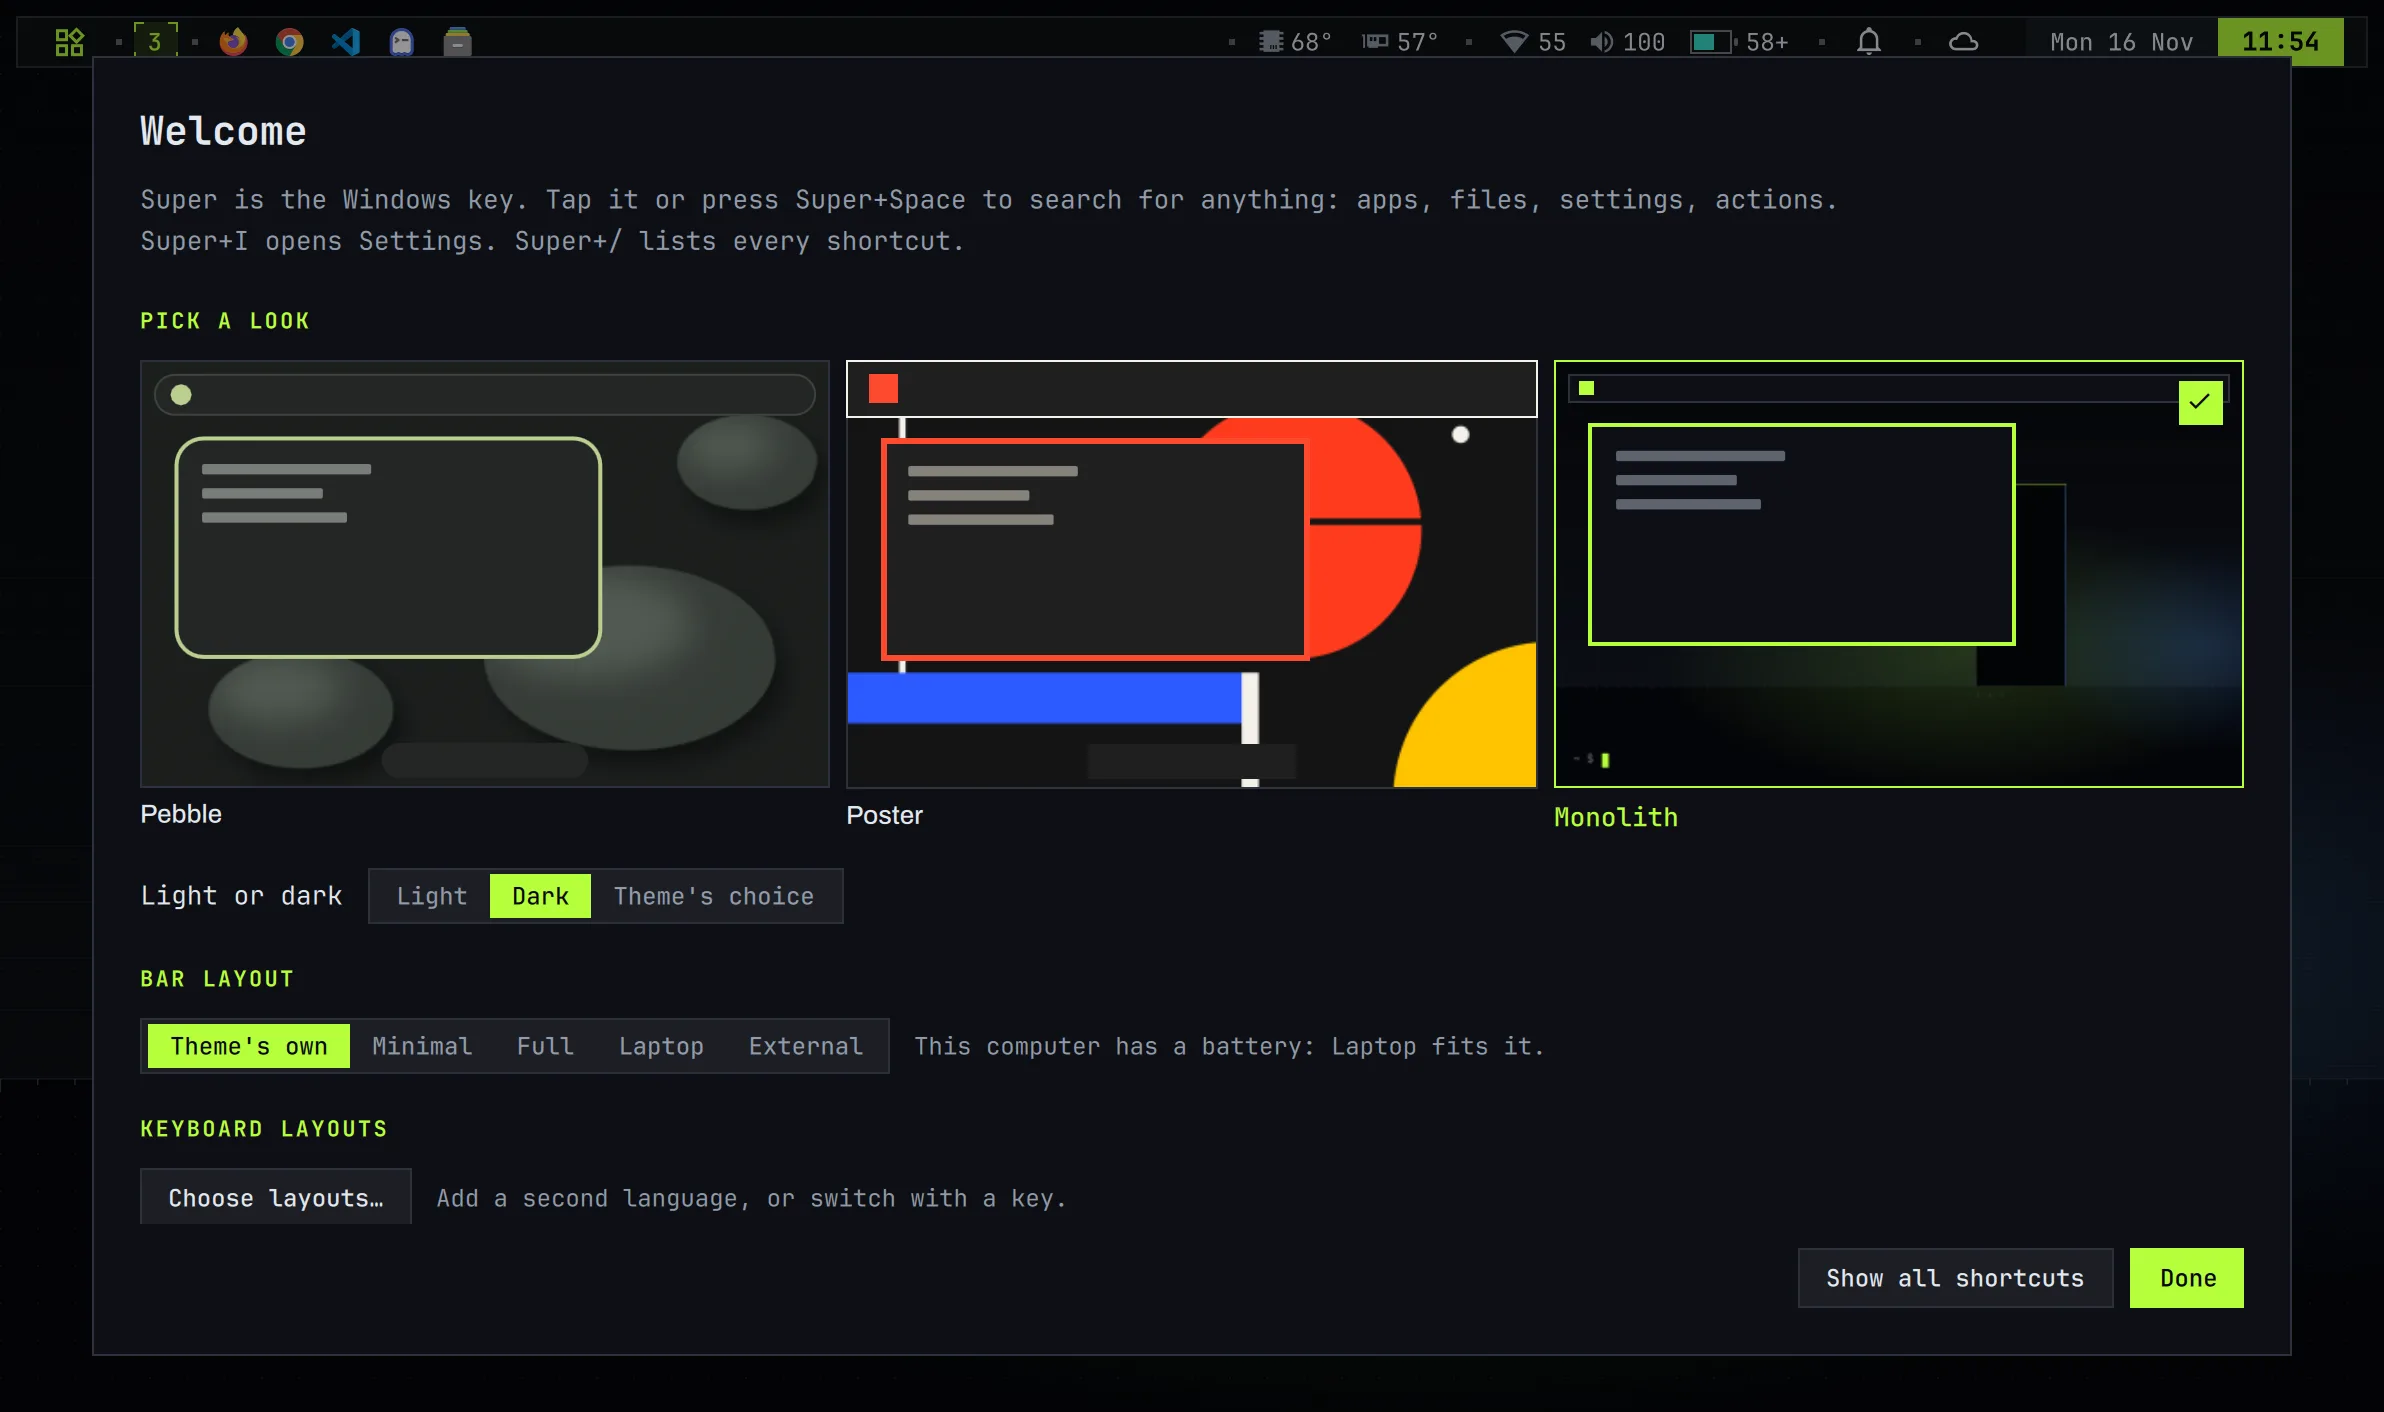 3
68°
57°
55
100
58+
Mon 16 Nov
11:54
Welcome
Super is the Windows key. Tap it or press Super+Space to search for anything: apps, files, settings, actions.
Super+I opens Settings. Super+/ lists every shortcut.
PICK A LOOK
~ $
Pebble
Poster
Monolith
Light or dark
Light
Dark
Theme's choice
BAR LAYOUT
Theme's own
Minimal
Full
Laptop
External
This computer has a battery: Laptop fits it.
KEYBOARD LAYOUTS
Choose layouts…
Add a second language, or switch with a key.
Show all shortcuts
Done